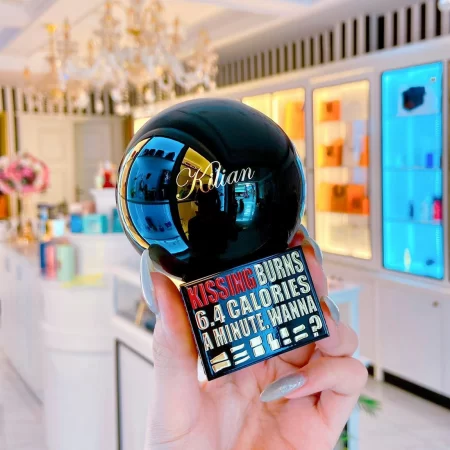 Kilian
KISSING BURNS
6.4 CALORIES
A MINUTE. WANNA